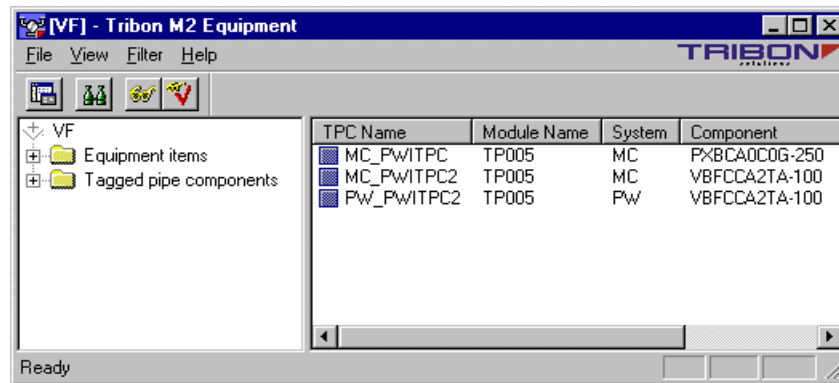 [VF] - Tribon M2 Equipment
File View Filter Help
TRIBON
solutions
VF
Equipment items
Tagged pipe components
TPC Name Module Name System Component
MC_PWITPC TP005 MC PXBCA0C0G-250
MC_PWITPC2 TP005 MC VBFCCA2TA-100
PW_PWITPC2 TP005 PW VBFCCA2TA-100
Ready